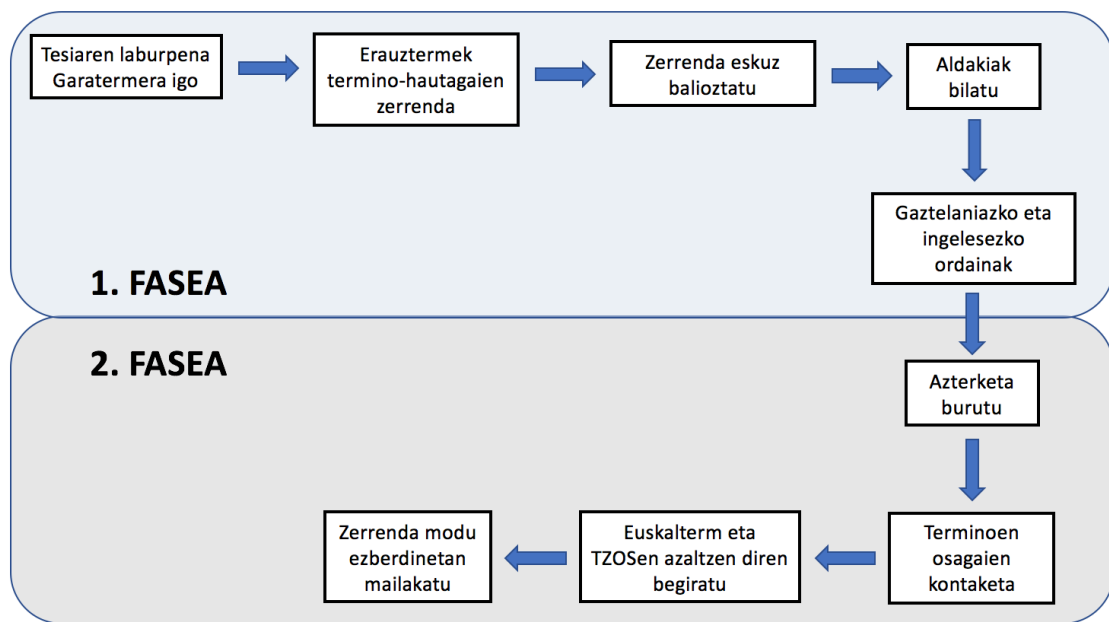 Tesiaren laburpena
Garatermera igo
Erauztermek
termino-hautagaien
zerrenda
Zerrenda eskuz
balioztatu
Aldakiak
bilatu
Gaztelaniazko eta
ingelesezko
ordainak
1. FASEA
2. FASEA
Azterketa
burutu
Terminoen
osagaien
kontaketa
Euskalterm eta
TZOSen azaltzen diren
begiratu
Zerrenda modu
ezberdinetan
mailakatu